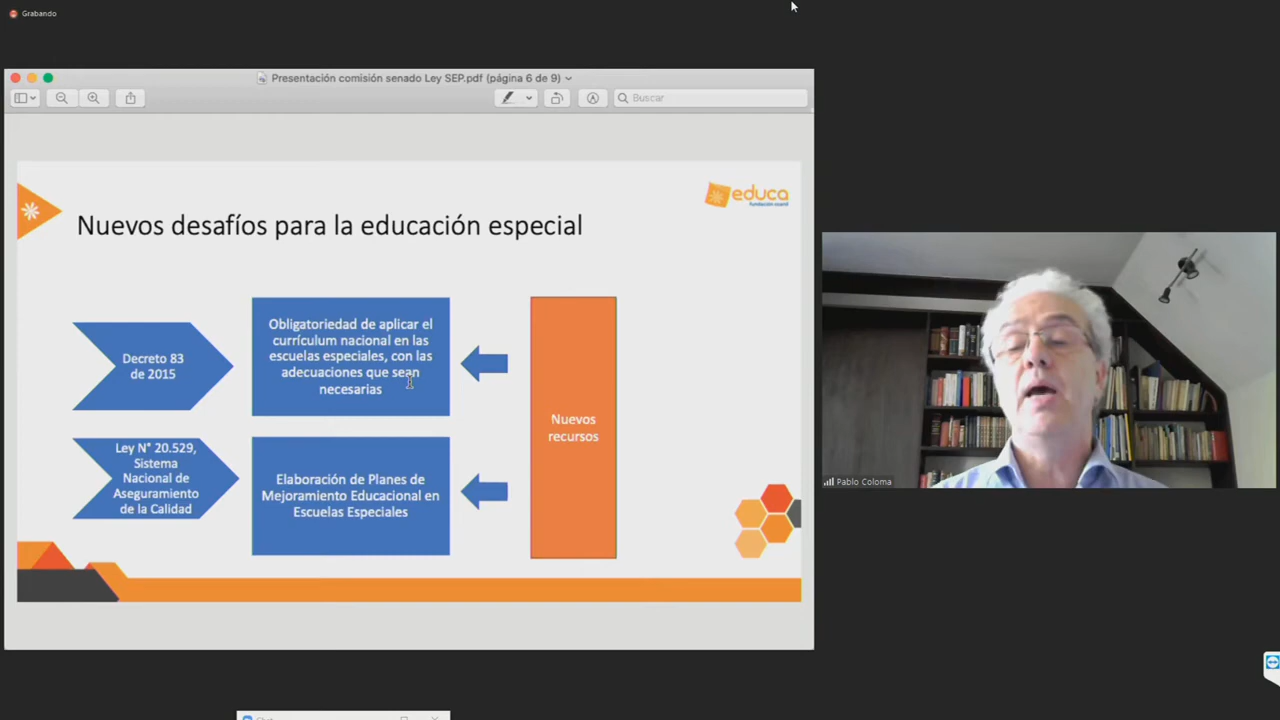 Grabando
Presentación comisión senado Ley SEP.pdf (página 6 de 9)
Buscar
educa
Nuevos desafíos para la educación especial
Decreto 83
de 2015
Obligatoriedad de aplicar el
currículum nacional en las
escuelas especiales, con las
adecuaciones que sean
necesarias
Nuevos
recursos
Ley N° 20.529,
Sistema
Nacional de
Aseguramiento
de la Calidad
Elaboración de Planes de
Mejoramiento Educacional en
Escuelas Especiales
Pablo Coloma